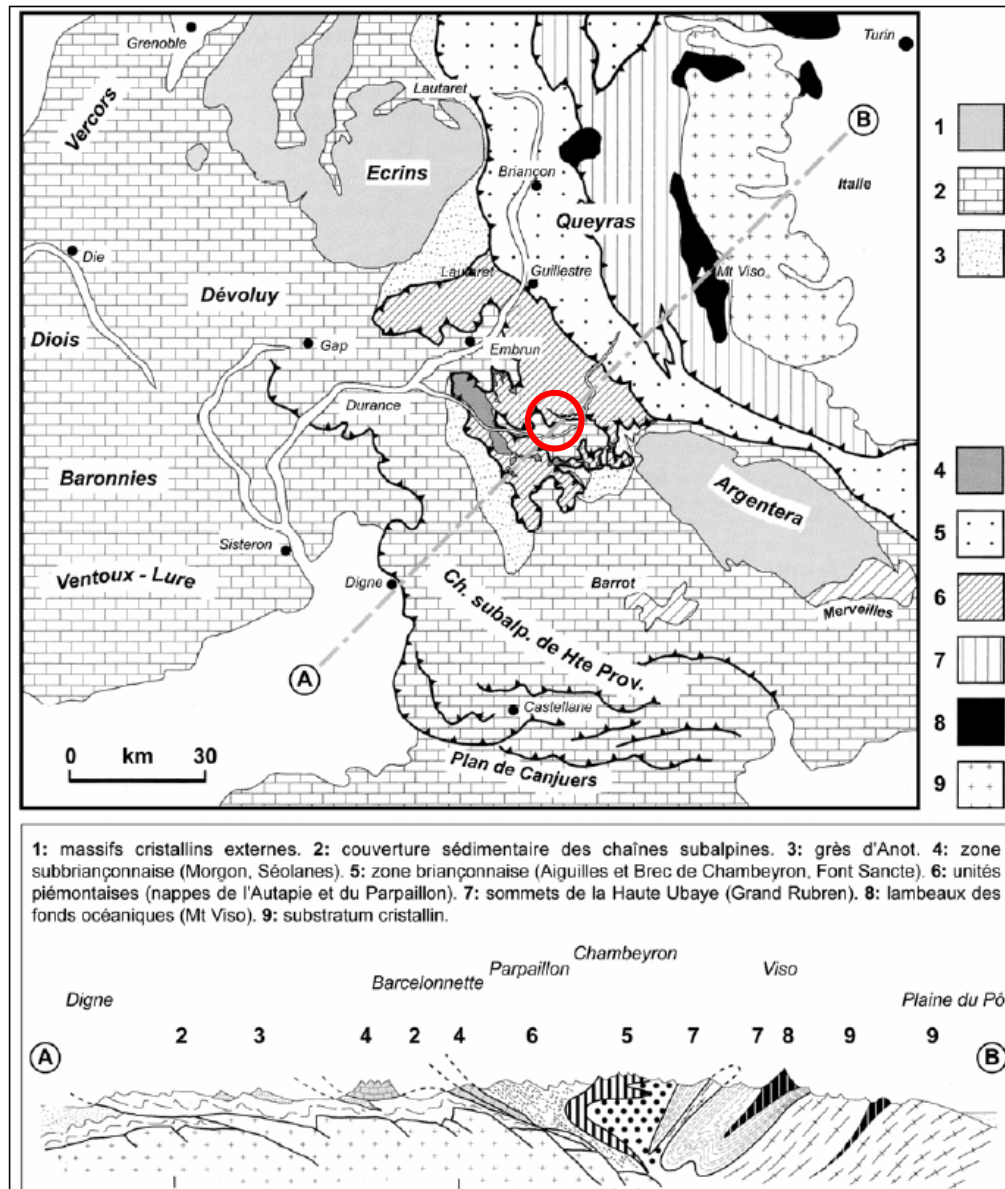 Grenoble
Turin
Vercors
Lautaret
B
1
Ecrins
Briançon
Italie
2
Queyras
3
Die
Lautaret
Guillestre
Mt Viso
Dévoluy
Diois
Gap
Embrun
Durance
4
Baronnies
Argentera
5
Sisteron
Ventoux - Lure
Digne
Barrot
6
Merveilles
Ch. subalp. de Hte Prov.
A
7
Castellane
0 km 30
8
Plan de Canjuers
9
1: massifs cristallins externes. 2: couverture sédimentaire des chaînes subalpines. 3: grès d'Anot. 4: zone
subbriançonnaise (Morgon, Séolanes). 5: zone briançonnaise (Aiguilles et Brec de Chambeyron, Font Sancte). 6: unités
piémontaises (nappes de l'Autapie et du Parpaillon). 7: sommets de la Haute Ubaye (Grand Rubren). 8: lambeaux des
fonds océaniques (Mt Viso). 9: substratum cristallin.
Chambeyron
Parpaillon Viso
Barcelonnette
Digne Plaine du Pô
2 3 4 2 4 6 5 7 7 8 9 9
A B